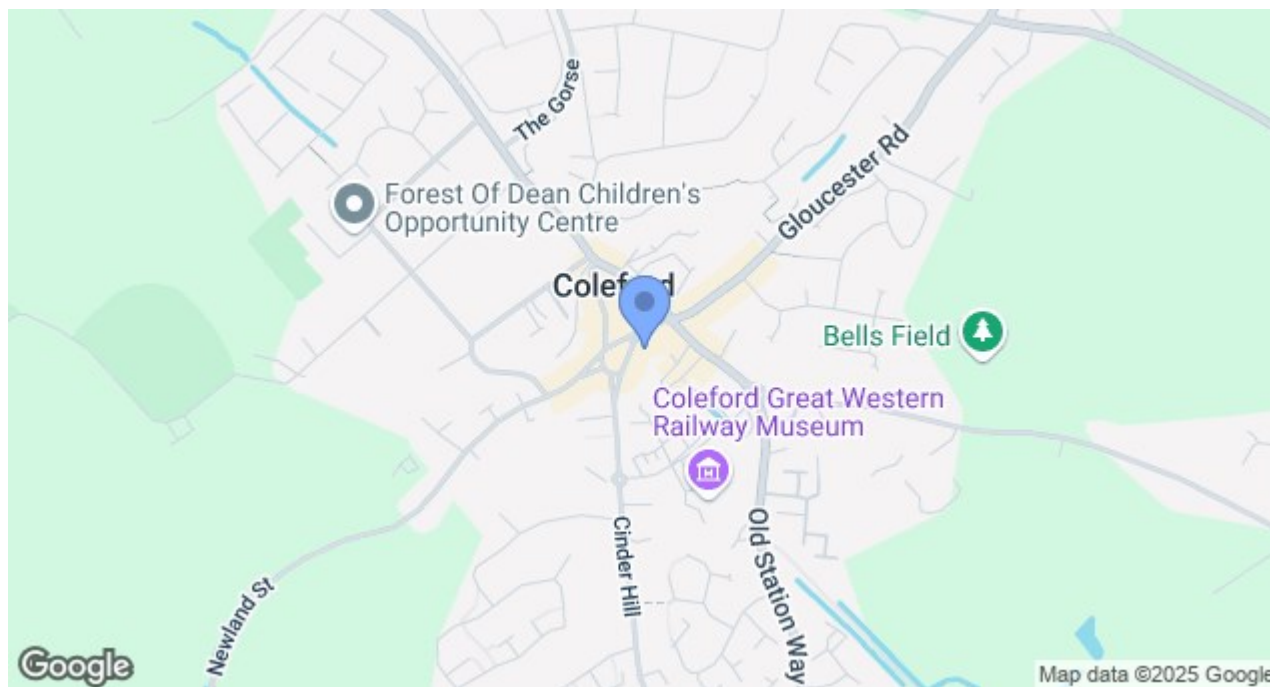 The Gorse
Gloucester Rd
Forest Of Dean Children's
Opportunity Centre
Coleford
Bells Field
Coleford Great Western
Railway Museum
Cinder Hill
Old Station Way
Newland St
Google
Map data ©2025 Google